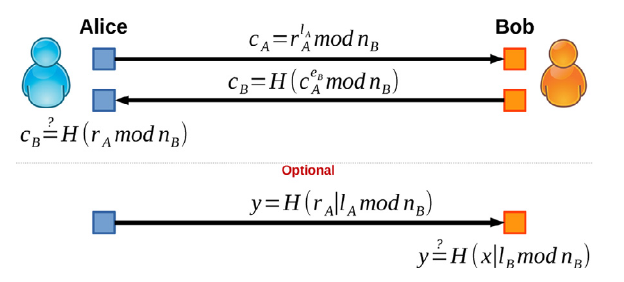 Alice Bob
c_A = r_A^{l_A} mod n_B
c_B = H(c_A^{e_B} mod n_B)
c_B ≟ H(r_A mod n_B)
Optional
y = H(r_A|l_A mod n_B)
y ≟ H(x|l_B mod n_B)